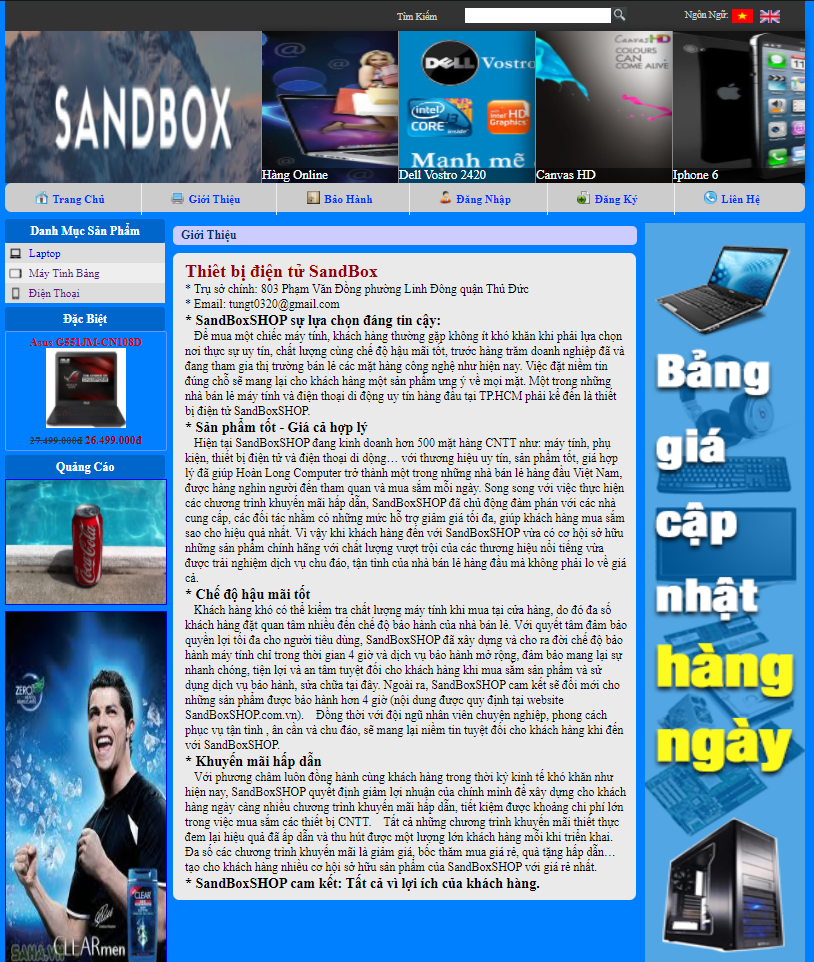 Tìm Kiếm
Ngôn Ngữ:
SANDBOX
Hàng Online
DELL Vostro
intel
CORE i3
inside
intel HD
Graphics
Mạnh mẽ
Dell Vostro 2420
Canvas HD
COLOURS
CAN
COME ALIVE
Canvas HD
Iphone 6
Trang Chủ
Giới Thiệu
Bảo Hành
Đăng Nhập
Đăng Ký
Liên Hệ
Danh Mục Sản Phẩm
Laptop
Máy Tính Bảng
Điện Thoại
Đặc Biệt
Asus G551JM-CN108D
27.499.000đ 26.499.000đ
Quảng Cáo
Coca-Cola
ZERO
CLEAR
SAHA.VN
CLEARmen
Giới Thiệu
Thiết bị điện tử SandBox
* Trụ sở chính: 803 Phạm Văn Đồng phường Linh Đông quận Thủ Đức
* Email: tungt0320@gmail.com
* SandBoxSHOP sự lựa chọn đáng tin cậy:
Để mua một chiếc máy tính, khách hàng thường gặp không ít khó khăn khi phải lựa chọn
nơi thực sự uy tín, chất lượng cùng chế độ hậu mãi tốt, trước hàng trăm doanh nghiệp đã và
đang tham gia thị trường bán lẻ các mặt hàng công nghệ như hiện nay. Việc đặt niềm tin
đúng chỗ sẽ mang lại cho khách hàng một sản phẩm ưng ý về mọi mặt. Một trong những
nhà bán lẻ máy tính và điện thoại di động uy tín hàng đầu tại TP.HCM phải kể đến là thiết
bị điện tử SandBoxSHOP.
* Sản phẩm tốt - Giá cả hợp lý
Hiện tại SandBoxSHOP đang kinh doanh hơn 500 mặt hàng CNTT như: máy tính, phụ
kiện, thiết bị điện tử và điện thoại di động… với thương hiệu uy tín, sản phẩm tốt, giá hợp
lý đã giúp Hoàn Long Computer trở thành một trong những nhà bán lẻ hàng đầu Việt Nam,
được hàng nghìn người đến tham quan và mua sắm mỗi ngày. Song song với việc thực hiện
các chương trình khuyến mãi hấp dẫn, SandBoxSHOP đã chủ động đàm phán với các nhà
cung cấp, các đối tác nhằm có những mức hỗ trợ giảm giá tối đa, giúp khách hàng mua sắm
sao cho hiệu quả nhất. Vì vậy khi khách hàng đến với SandBoxSHOP vừa có cơ hội sở hữu
những sản phẩm chính hãng với chất lượng vượt trội của các thương hiệu nổi tiếng vừa
được trải nghiệm dịch vụ chu đáo, tận tình của nhà bán lẻ hàng đầu mà không phải lo về giá
cả.
* Chế độ hậu mãi tốt
Khách hàng khó có thể kiểm tra chất lượng máy tính khi mua tại cửa hàng, do đó đa số
khách hàng đặt quan tâm nhiều đến chế độ bảo hành của nhà bán lẻ. Với quyết tâm đảm bảo
quyền lợi tối đa cho người tiêu dùng, SandBoxSHOP đã xây dựng và cho ra đời chế độ bảo
hành máy tính chỉ trong thời gian 4 giờ và dịch vụ bảo hành mở rộng, đảm bảo mang lại sự
nhanh chóng, tiện lợi và an tâm tuyệt đối cho khách hàng khi mua sắm sản phẩm và sử
dụng dịch vụ bảo hành, sửa chữa tại đây. Ngoài ra, SandBoxSHOP cam kết sẽ đổi mới cho
những sản phẩm được bảo hành hơn 4 giờ (nội dung được quy định tại website
SandBoxSHOP.com.vn). Đồng thời với đội ngũ nhân viên chuyện nghiệp, phong cách
phục vụ tận tình , ân cần và chu đáo, sẽ mang lại niềm tin tuyệt đối cho khách hàng khi đến
với SandBoxSHOP.
* Khuyến mãi hấp dẫn
Với phương châm luôn đồng hành cùng khách hàng trong thời kỳ kinh tế khó khăn như
hiện nay, SandBoxSHOP quyết định giảm lợi nhuận của chính mình để xây dựng cho khách
hàng ngày càng nhiều chương trình khuyến mãi hấp dẫn, tiết kiệm được khoảng chi phí lớn
trong việc mua sắm các thiết bị CNTT. Tất cả những chương trình khuyến mãi thiết thực
đem lại hiệu quả đã ấp dẫn và thu hút được một lượng lớn khách hàng mỗi khi triển khai.
Đa số các chương trình khuyến mãi là giảm giá, bốc thăm mua giá rẻ, quà tặng hấp dẫn…
tạo cho khách hàng nhiều cơ hội sở hữu sản phẩm của SandBoxSHOP với giá rẻ nhất.
* SandBoxSHOP cam kết: Tất cả vì lợi ích của khách hàng.
Bảng
giá
cập
nhật
hàng
ngày